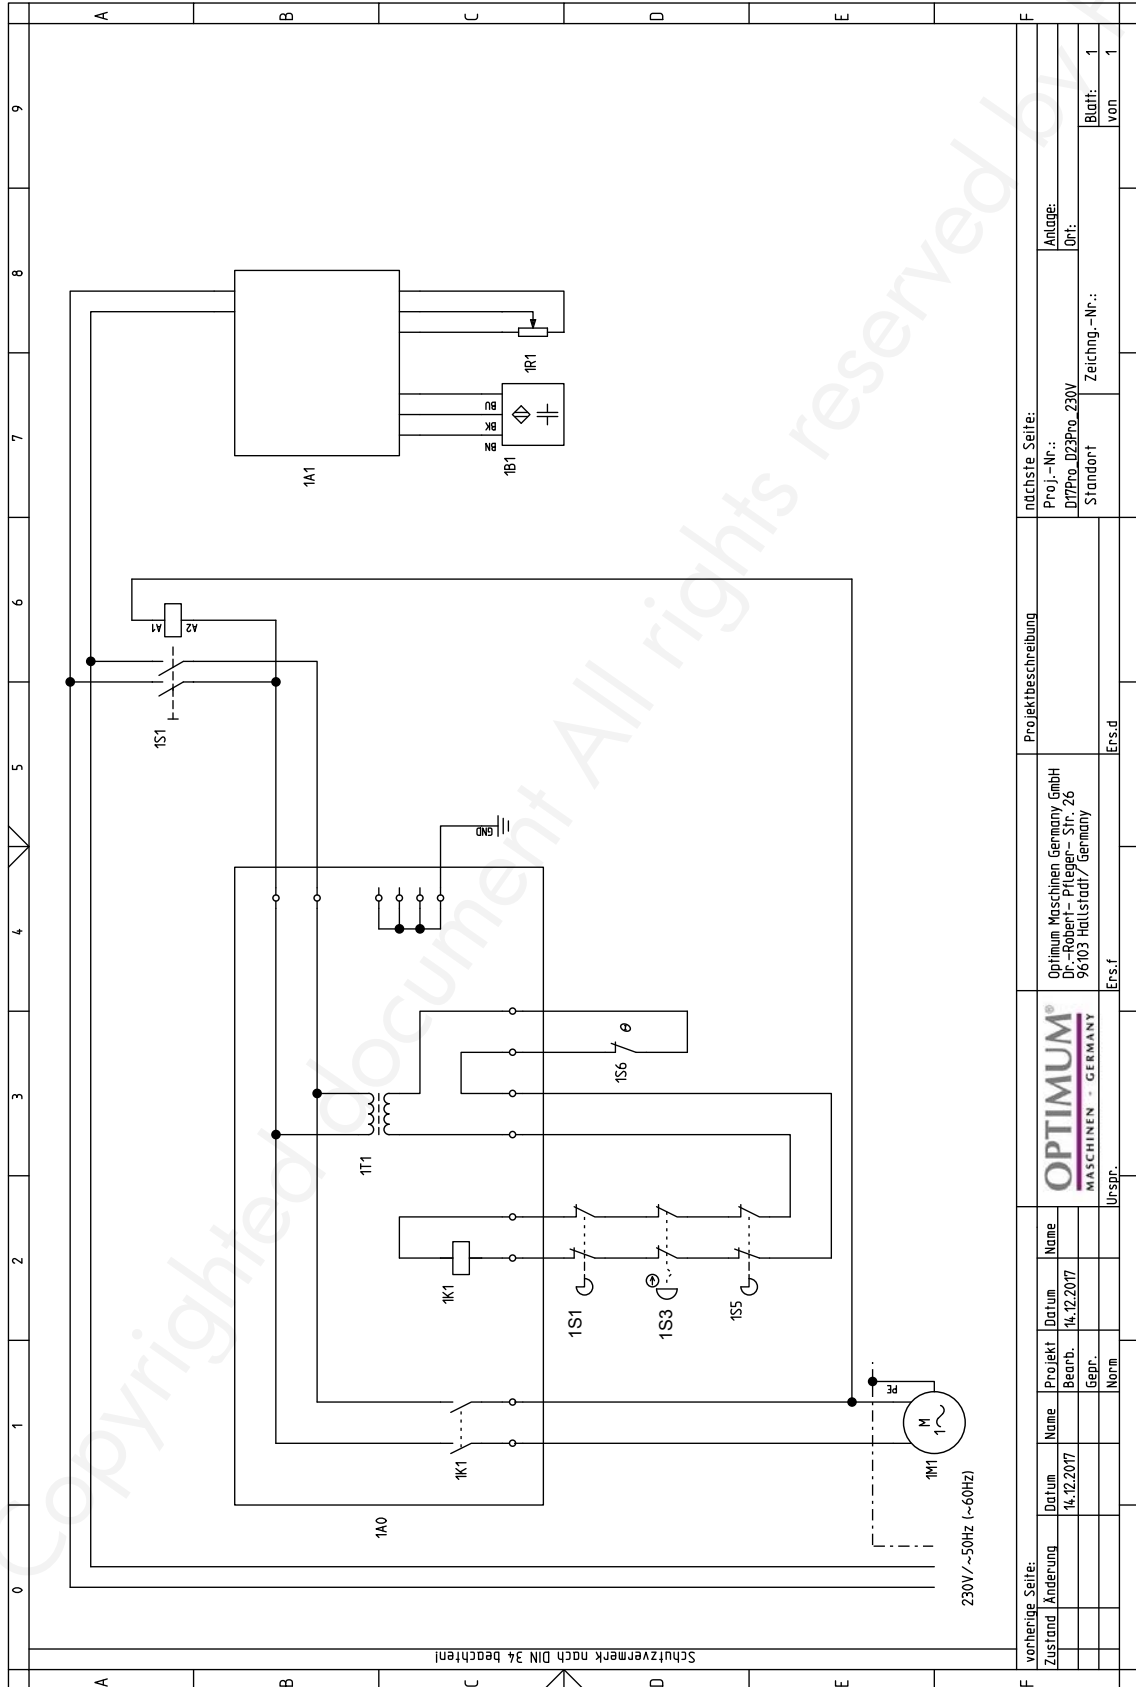 0 1 2 3 4 5 6 7 8 9
A
B
C
D
E
F
A
B
C
D
E
F
Schutzvermerk nach DIN 34 beachten!
1S1
A1
A2
1A1
BN
BK
BU
1B1
1R1
1A0
GND
1T1
1S6
θ
1K1
1K1
1S1
1S3
1S5
PE
M
1~
1M1
230V/~50Hz (~60Hz)
vorherige Seite:
Zustand Änderung Datum Name Projekt Datum Name
14.12.2017 Bearb. 14.12.2017
Gepr.
Norm Urspr. Ers.f Ers.d
OPTIMUM®
MASCHINEN - GERMANY
Optimum Maschinen Germany GmbH
Dr.-Robert- Pfleger- Str. 26
96103 Hallstadt/ Germany
Projektbeschreibung
nächste Seite:
Proj.-Nr.:
D17Pro_D23Pro_230V
Standort
Zeichng.-Nr.:
Anlage:
Ort:
Blatt: 1
von 1
Copyrighted document All rights reserved by